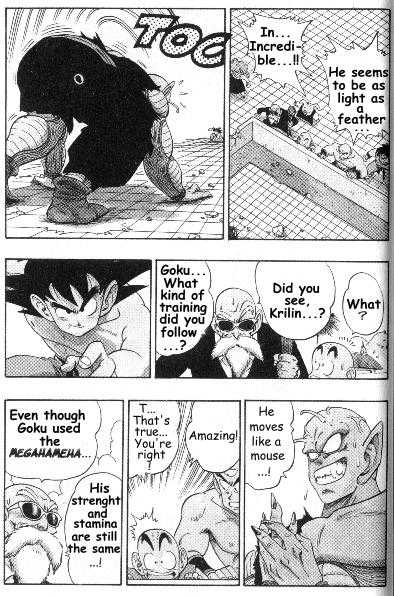 TOC
In...
Incredi-
ble...!!
He seems
to be as
light as
a
feather
...
Goku...
What
kind of
training
did you
follow
...?
Did you
see,
Krilin...?
What
?
Even though
Goku used
the
MEGAHAMEHA...
His
strenght
and
stamina
are still
the same
...!
T...
That's
true...
You're
right
!
Amazing!
He
moves
like a
mouse
...!